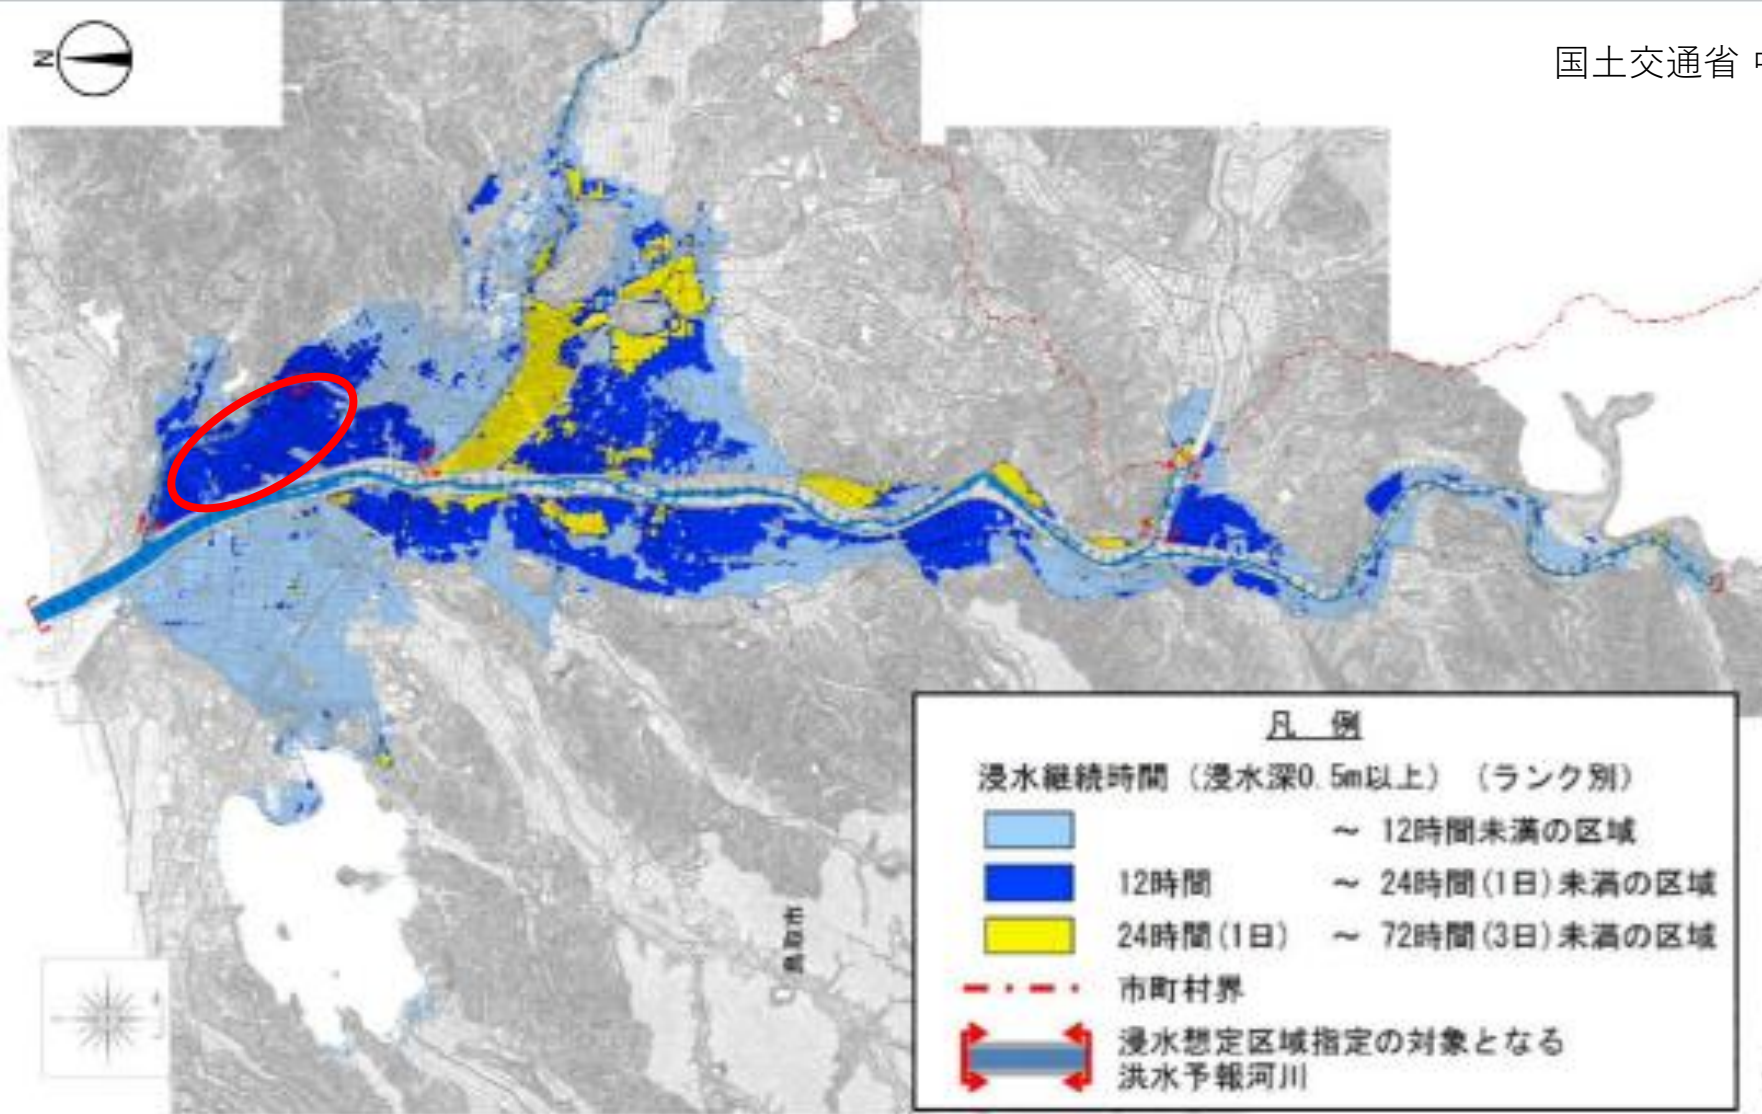 N
国土交通省
鳥取市
凡 例
浸水継続時間（浸水深0.5m以上）（ランク別）
～ 12時間未満の区域
12時間 ～ 24時間(1日)未満の区域
24時間(1日) ～ 72時間(3日)未満の区域
市町村界
浸水想定区域指定の対象となる
洪水予報河川